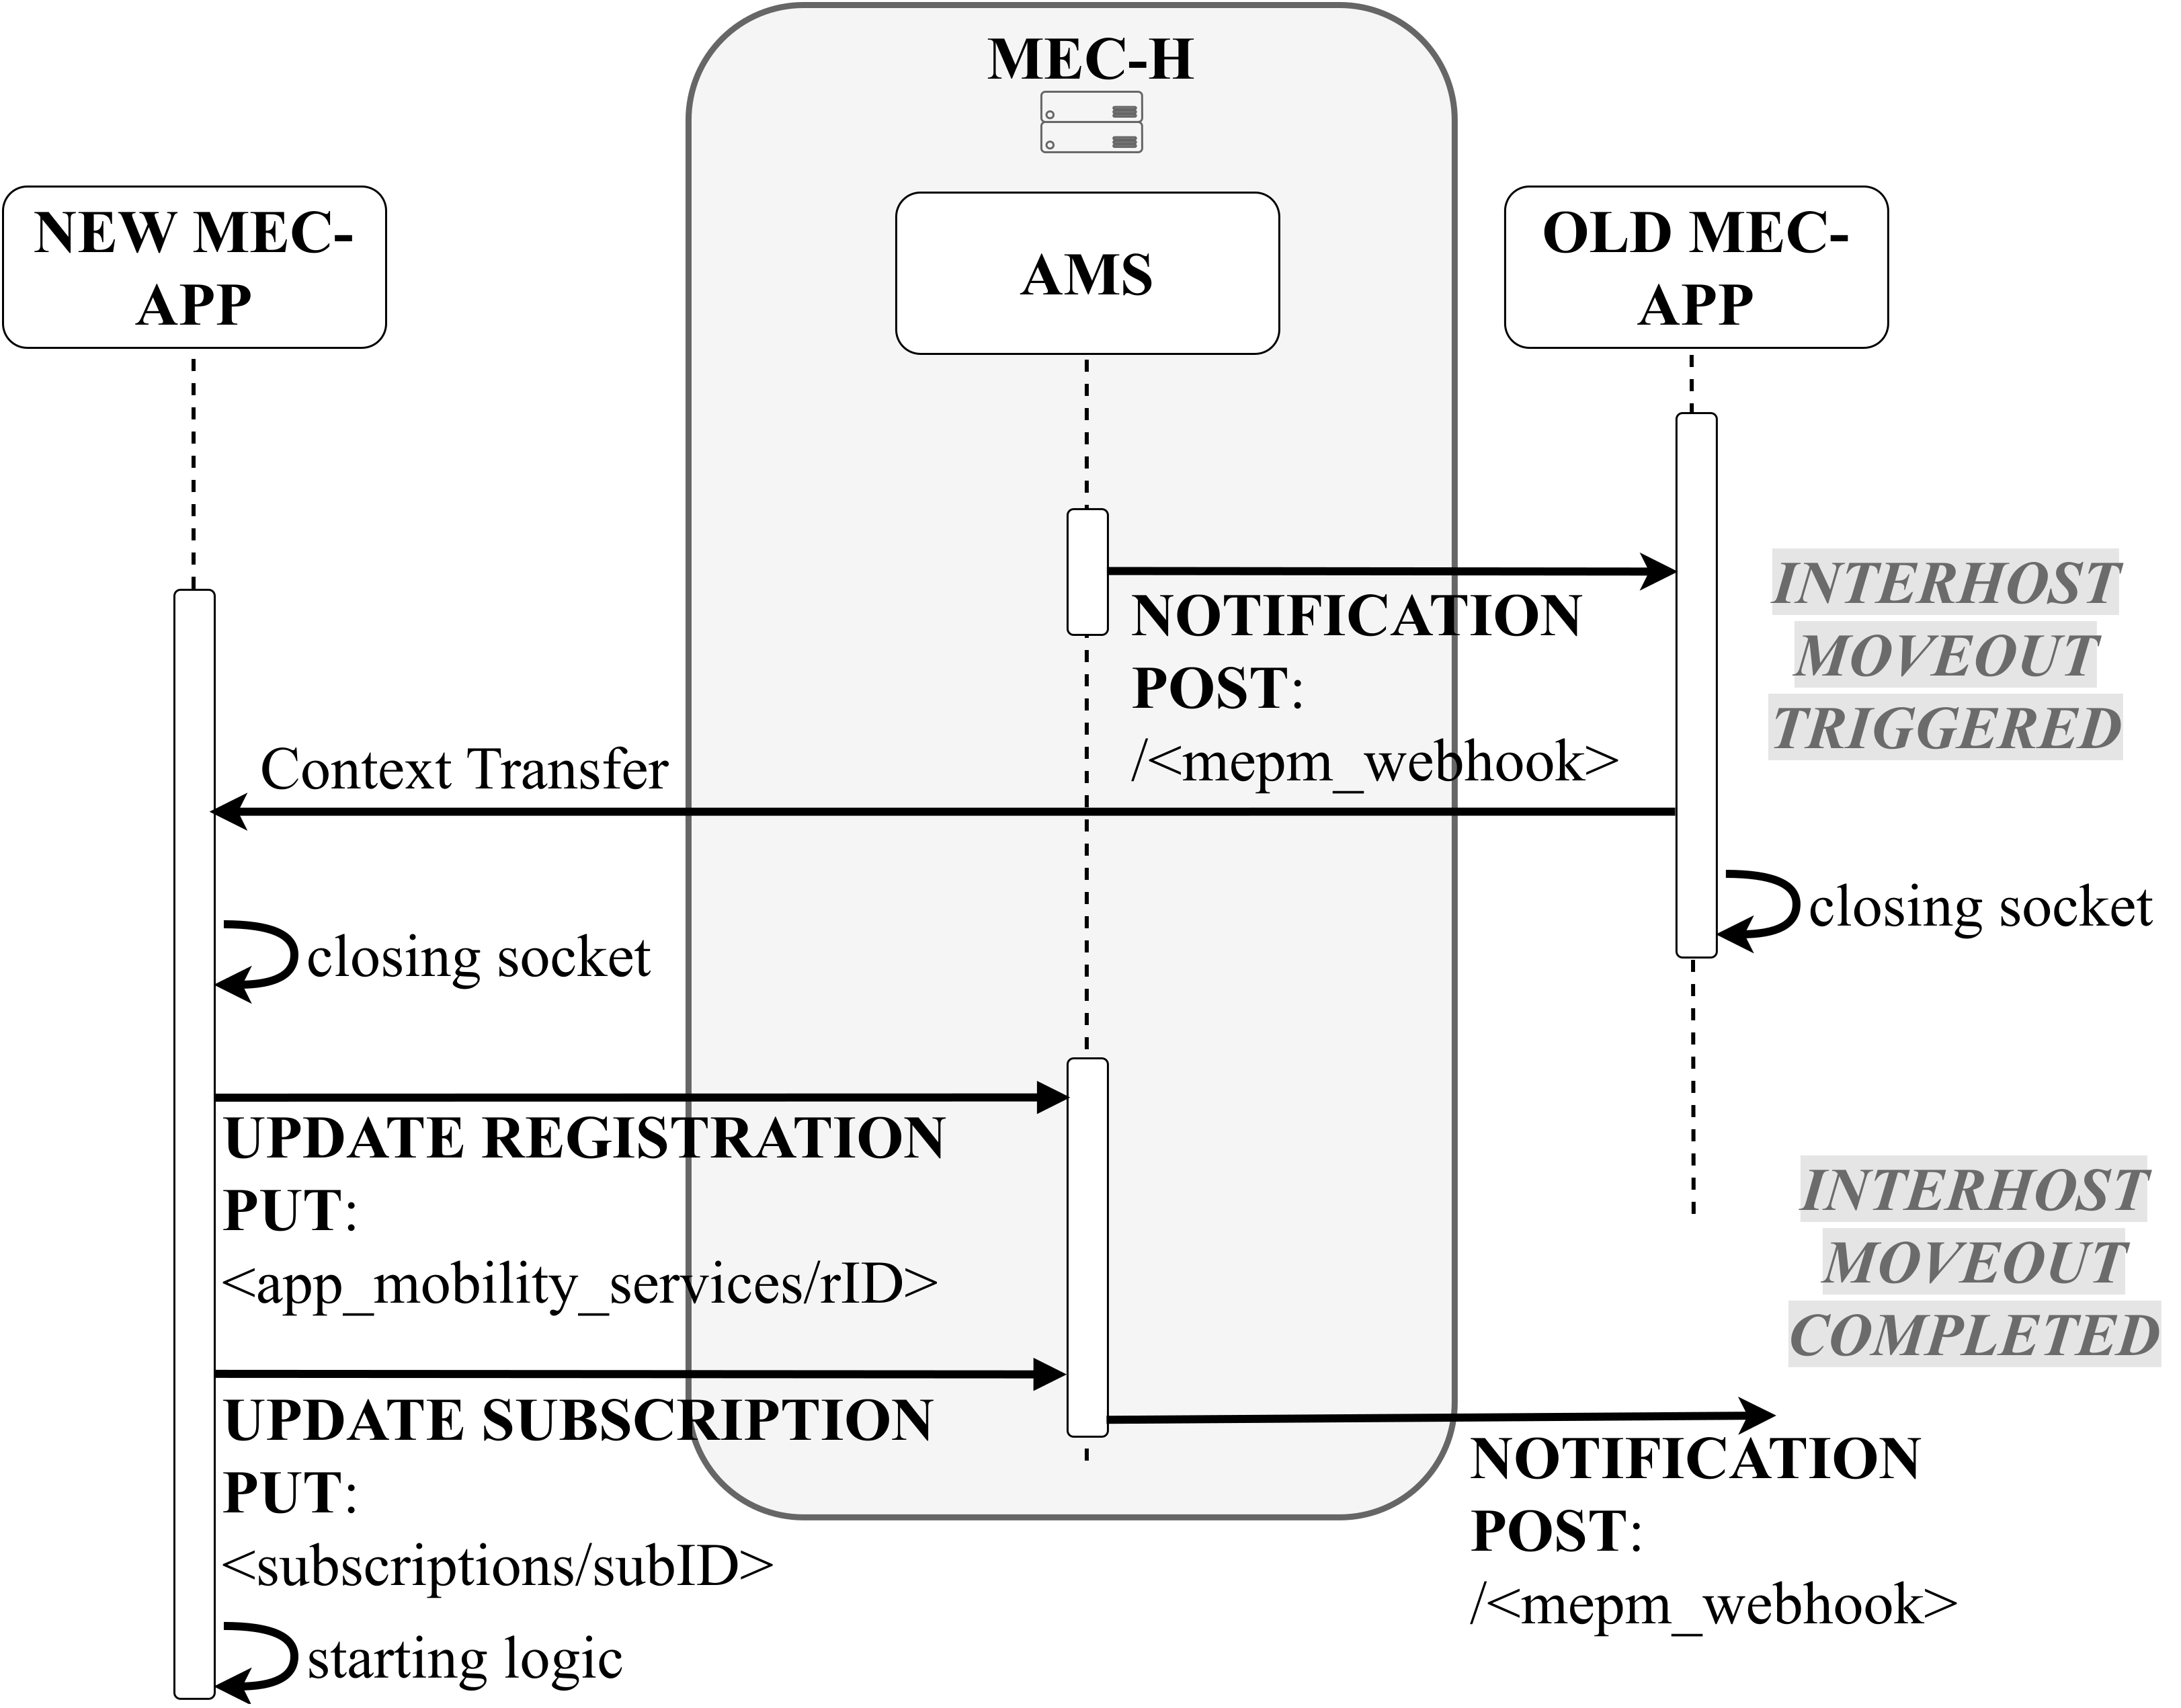 MEC-H
NEW MEC-
APP
AMS
OLD MEC-
APP
NOTIFICATION
POST:
/<mepm_webhook>
INTERHOST
MOVEOUT
TRIGGERED
Context Transfer
closing socket
closing socket
UPDATE REGISTRATION
PUT:
<app_mobility_services/rID>
INTERHOST
MOVEOUT
COMPLETED
UPDATE SUBSCRIPTION
PUT:
<subscriptions/subID>
NOTIFICATION
POST:
/<mepm_webhook>
starting logic